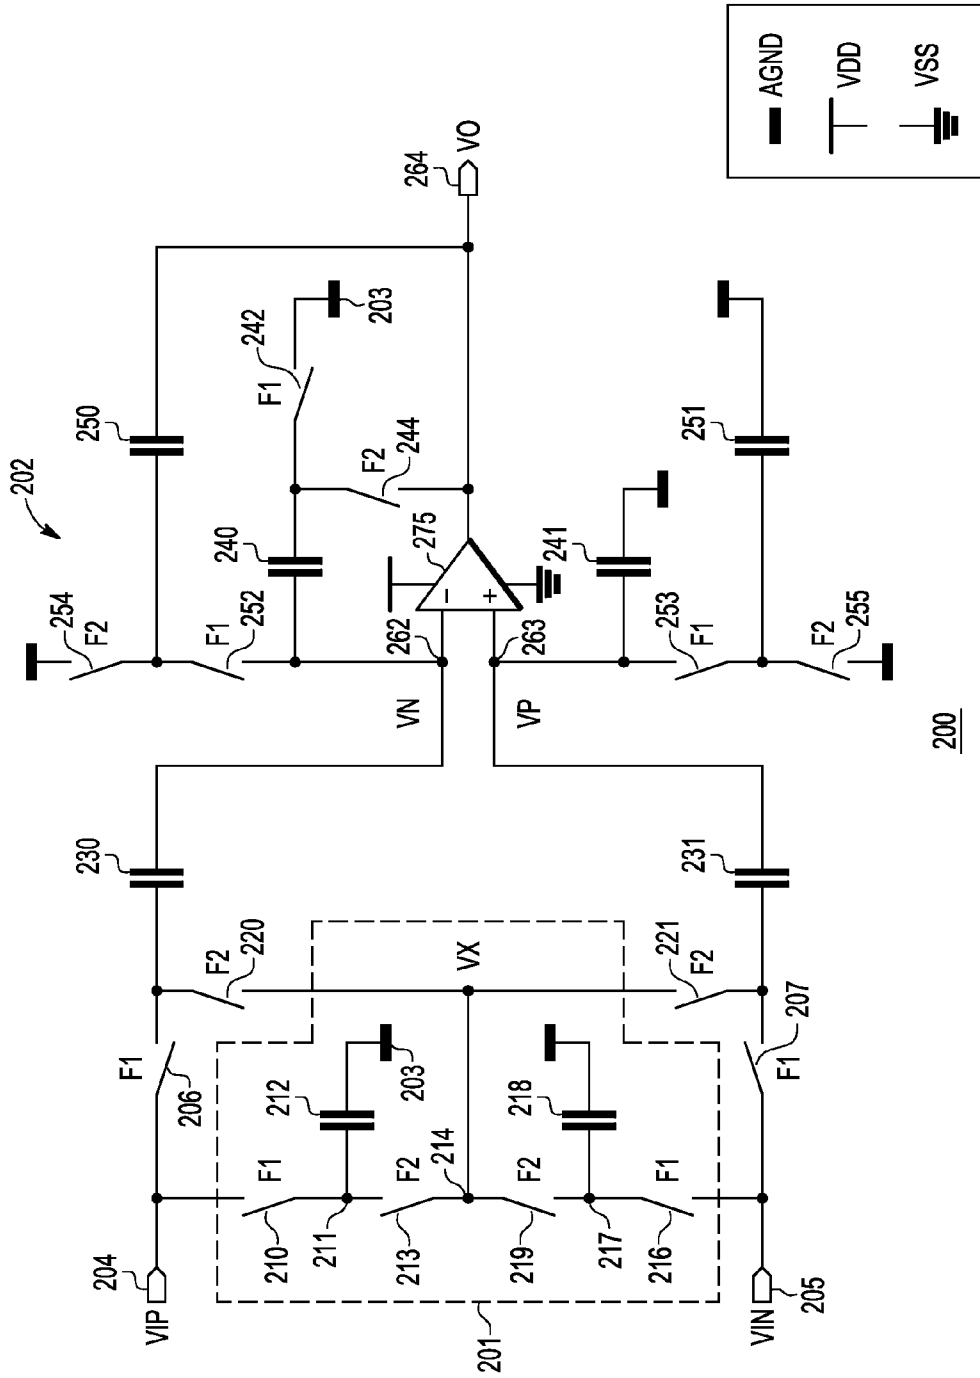 202
254
F2
F1
252
250
F1
242
203
240
F2
244
275
262
VN
VP
263
−
+
264
VO
241
253
F1
F2
255
251
230
231
VIP
204
F1
206
F2
220
VX
212
203
F1
210
211
F2
213
214
F2
219
218
217
F1
216
201
F2
221
F1
207
VIN
205
AGND
VDD
VSS
200